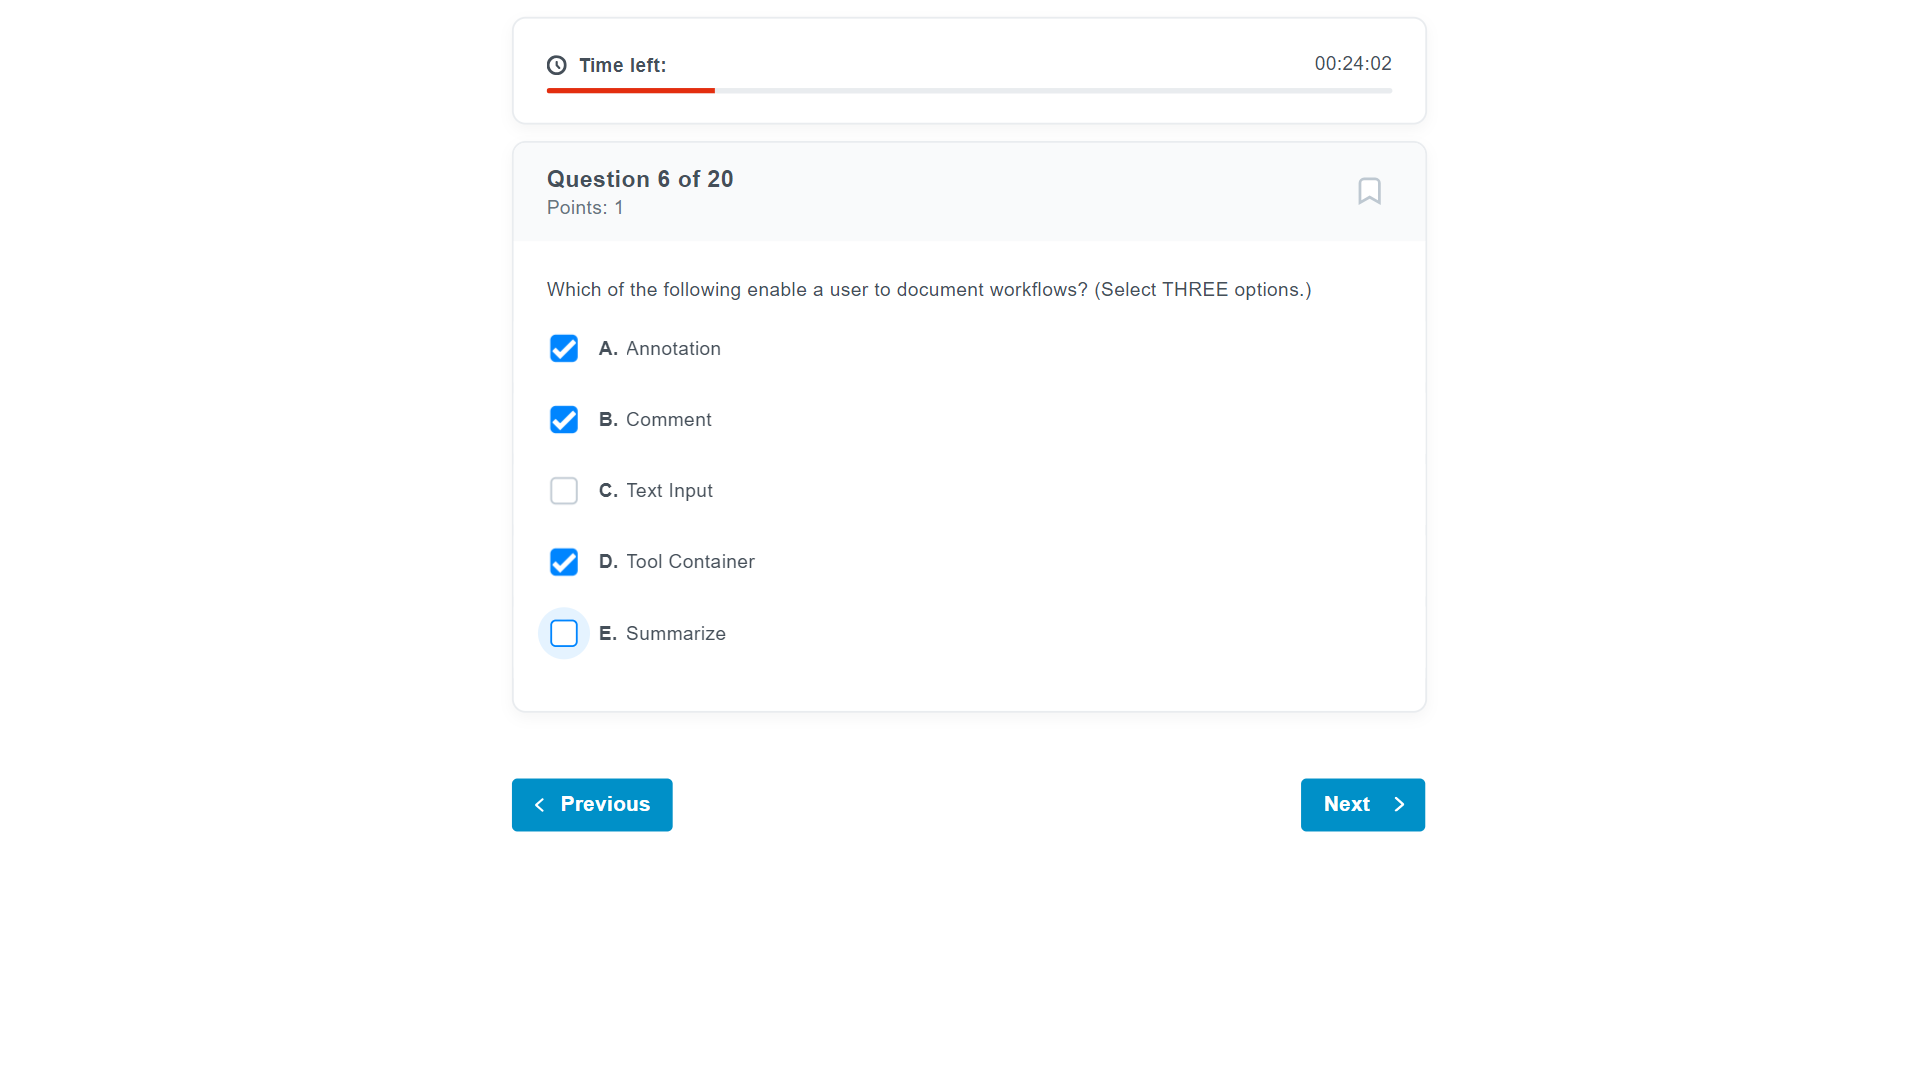 Time left:
00:24:02
Question 6 of 20
Points: 1
Which of the following enable a user to document workflows? (Select THREE options.)
A. Annotation
B. Comment
C. Text Input
D. Tool Container
E. Summarize
Previous
Next